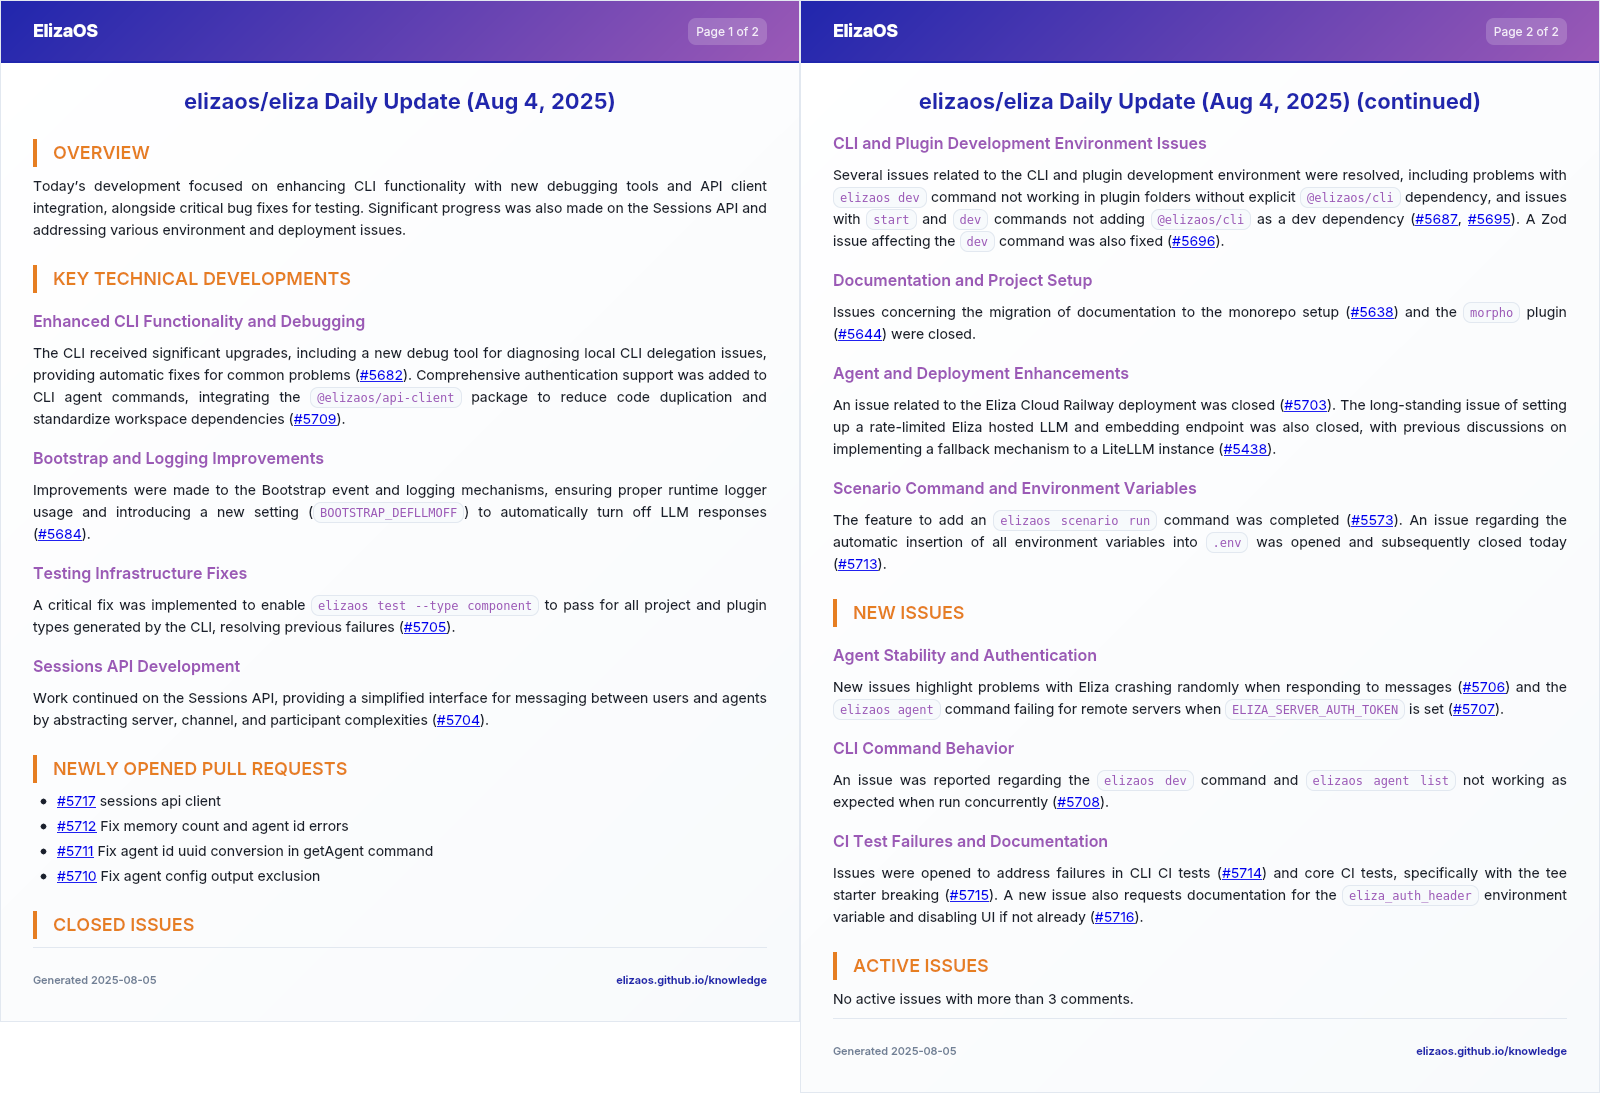 ElizaOS
Page 1 of 2
elizaos/eliza Daily Update (Aug 4, 2025)
OVERVIEW
Today's development focused on enhancing CLI functionality with new debugging tools and API client
integration, alongside critical bug fixes for testing. Significant progress was also made on the Sessions API and
addressing various environment and deployment issues.
KEY TECHNICAL DEVELOPMENTS
Enhanced CLI Functionality and Debugging
The CLI received significant upgrades, including a new debug tool for diagnosing local CLI delegation issues,
providing automatic fixes for common problems (#5682). Comprehensive authentication support was added to
CLI agent commands, integrating the @elizaos/api-client package to reduce code duplication and
standardize workspace dependencies (#5709).
Bootstrap and Logging Improvements
Improvements were made to the Bootstrap event and logging mechanisms, ensuring proper runtime logger
usage and introducing a new setting (BOOTSTRAP_DEFLLMOFF) to automatically turn off LLM responses
(#5684).
Testing Infrastructure Fixes
A critical fix was implemented to enable elizaos test --type component to pass for all project and plugin
types generated by the CLI, resolving previous failures (#5705).
Sessions API Development
Work continued on the Sessions API, providing a simplified interface for messaging between users and agents
by abstracting server, channel, and participant complexities (#5704).
NEWLY OPENED PULL REQUESTS
• #5717 sessions api client
• #5712 Fix memory count and agent id errors
• #5711 Fix agent id uuid conversion in getAgent command
• #5710 Fix agent config output exclusion
CLOSED ISSUES
Generated 2025-08-05
elizaos.github.io/knowledge
ElizaOS
Page 2 of 2
elizaos/eliza Daily Update (Aug 4, 2025) (continued)
CLI and Plugin Development Environment Issues
Several issues related to the CLI and plugin development environment were resolved, including problems with
elizaos dev command not working in plugin folders without explicit @elizaos/cli dependency, and issues
with start and dev commands not adding @elizaos/cli as a dev dependency (#5687, #5695). A Zod
issue affecting the dev command was also fixed (#5696).
Documentation and Project Setup
Issues concerning the migration of documentation to the monorepo setup (#5638) and the morpho plugin
(#5644) were closed.
Agent and Deployment Enhancements
An issue related to the Eliza Cloud Railway deployment was closed (#5703). The long-standing issue of setting
up a rate-limited Eliza hosted LLM and embedding endpoint was also closed, with previous discussions on
implementing a fallback mechanism to a LiteLLM instance (#5438).
Scenario Command and Environment Variables
The feature to add an elizaos scenario run command was completed (#5573). An issue regarding the
automatic insertion of all environment variables into .env was opened and subsequently closed today
(#5713).
NEW ISSUES
Agent Stability and Authentication
New issues highlight problems with Eliza crashing randomly when responding to messages (#5706) and the
elizaos agent command failing for remote servers when ELIZA_SERVER_AUTH_TOKEN is set (#5707).
CLI Command Behavior
An issue was reported regarding the elizaos dev command and elizaos agent list not working as
expected when run concurrently (#5708).
CI Test Failures and Documentation
Issues were opened to address failures in CLI CI tests (#5714) and core CI tests, specifically with the tee
starter breaking (#5715). A new issue also requests documentation for the eliza_auth_header environment
variable and disabling UI if not already (#5716).
ACTIVE ISSUES
No active issues with more than 3 comments.
Generated 2025-08-05
elizaos.github.io/knowledge